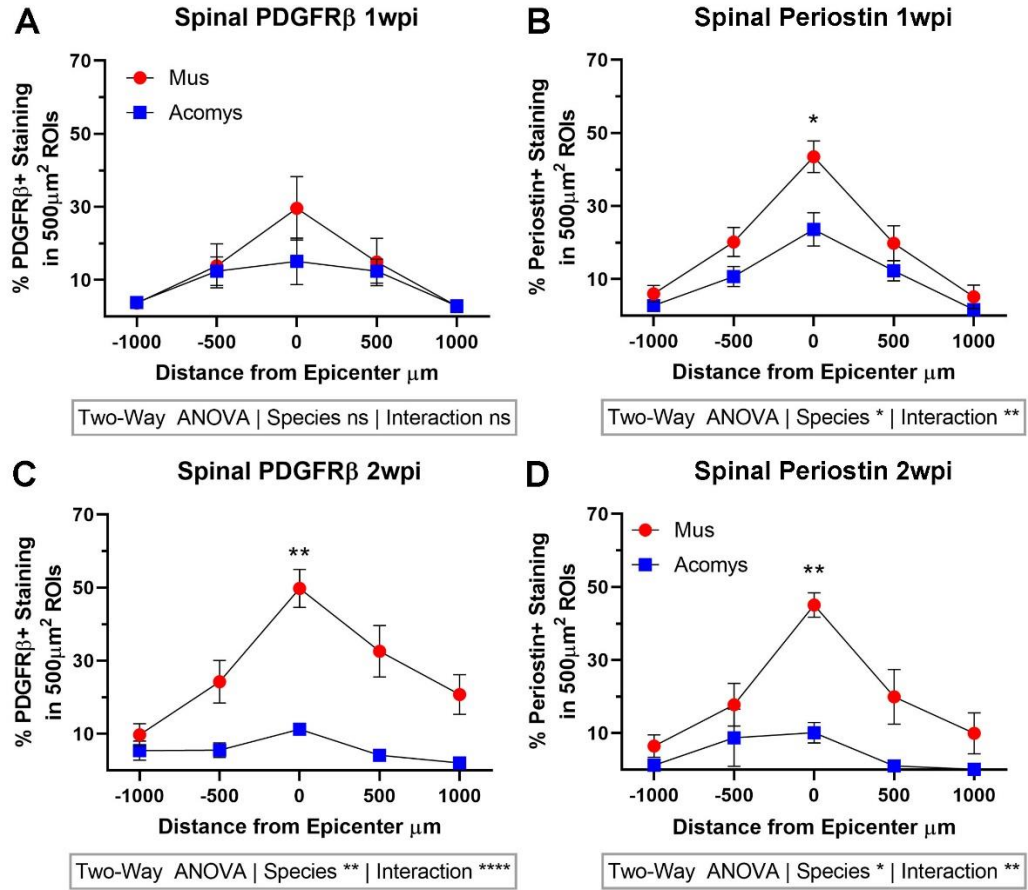 A
Spinal PDGFRβ 1wpi
% PDGFRβ+ Staining
in 500μm² ROIs
70
50
30
10
Mus
Acomys
-1000 -500 0 500 1000
Distance from Epicenter μm
Two-Way ANOVA | Species ns | Interaction ns
B
Spinal Periostin 1wpi
% Periostin+ Staining
in 500μm² ROIs
70
50
30
10
*
-1000 -500 0 500 1000
Distance from Epicenter μm
Two-Way ANOVA | Species * | Interaction **
C
Spinal PDGFRβ 2wpi
% PDGFRβ+ Staining
in 500μm² ROIs
70
50
30
10
**
-1000 -500 0 500 1000
Distance from Epicenter μm
Two-Way ANOVA | Species ** | Interaction ****
D
Spinal Periostin 2wpi
% Periostin+ Staining
in 500μm² ROIs
70
50
30
10
Mus
Acomys
**
-1000 -500 0 500 1000
Distance from Epicenter μm
Two-Way ANOVA | Species * | Interaction **